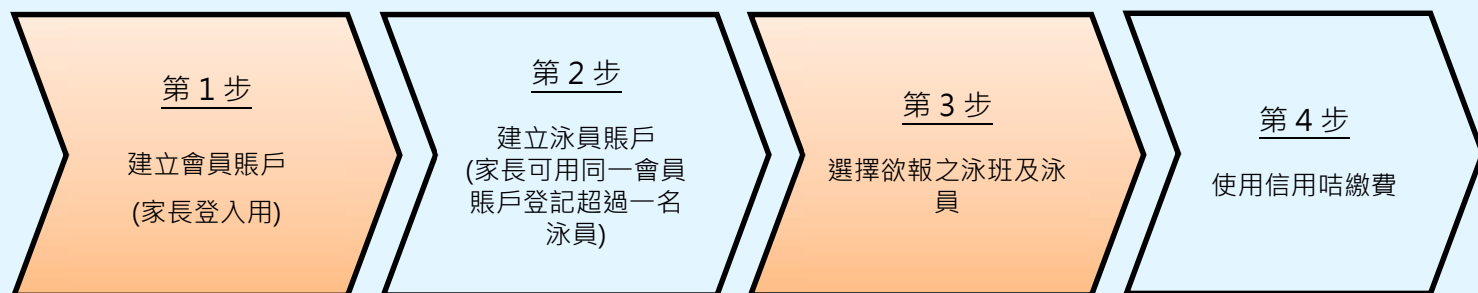 第 1 步
建立會員賬戶
(家長登入用)
第 2 步
建立泳員賬戶
(家長可用同一會員
賬戶登記超過一名
泳員)
第 3 步
選擇欲報之泳班及泳
員
第 4 步
使用信用咭繳費